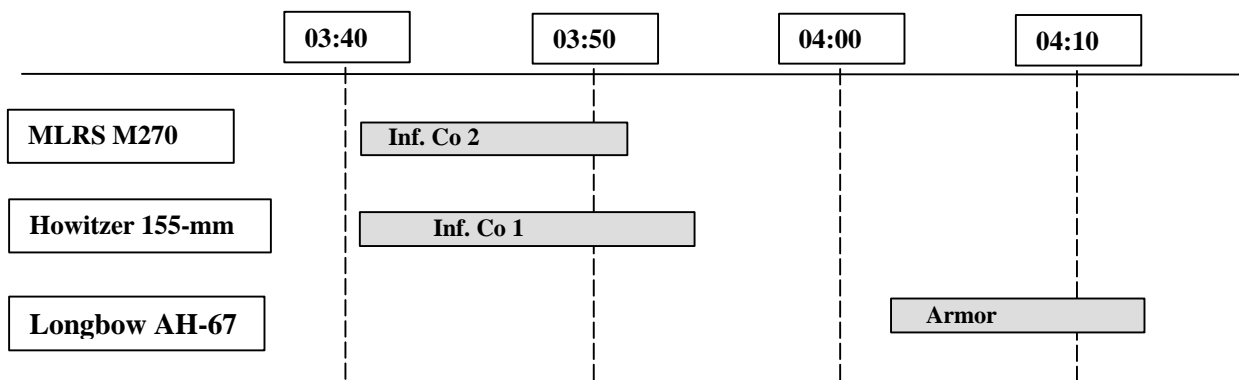 03:40
03:50
04:00
04:10
MLRS M270
Inf. Co 2
Howitzer 155-mm
Inf. Co 1
Longbow AH-67
Armor